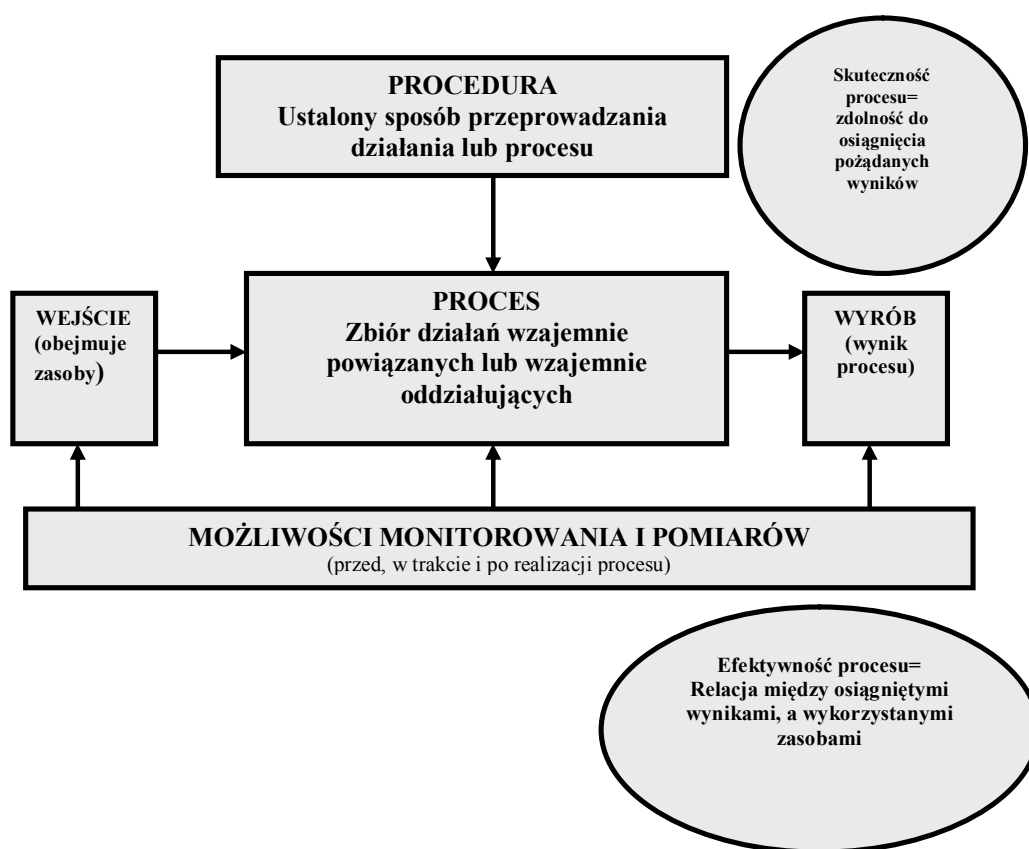 PROCEDURA
Ustalony sposób przeprowadzania
działania lub procesu
Skuteczność
procesu=
zdolność do
osiągnięcia
pożądanych
wyników
WEJŚCIE
(obejmuje
zasoby)
PROCES
Zbiór działań wzajemnie
powiązanych lub wzajemnie
oddziałujących
WYRÓB
(wynik
procesu)
MOŻLIWOŚCI MONITOROWANIA I POMIARÓW
(przed, w trakcie i po realizacji procesu)
Efektywność procesu=
Relacja między osiągniętymi
wynikami, a wykorzystanymi
zasobami